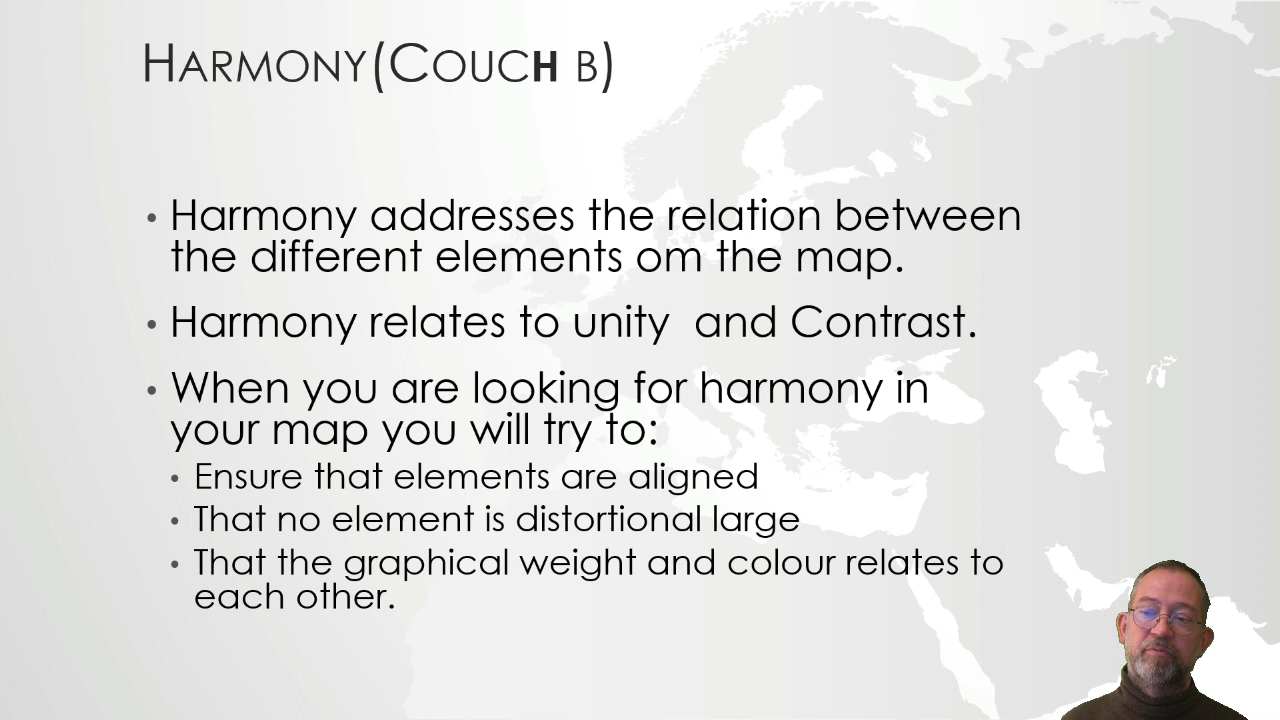 HARMONY(COUCH B)
• Harmony addresses the relation between
the different elements om the map.
• Harmony relates to unity and Contrast.
• When you are looking for harmony in
your map you will try to:
• Ensure that elements are aligned
• That no element is distortional large
• That the graphical weight and colour relates to
each other.